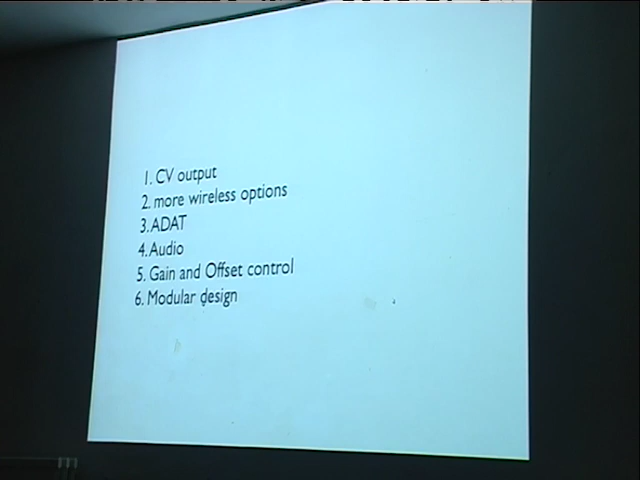 1. CV output
2. more wireless options
3. ADAT
4. Audio
5. Gain and Offset control
6. Modular design